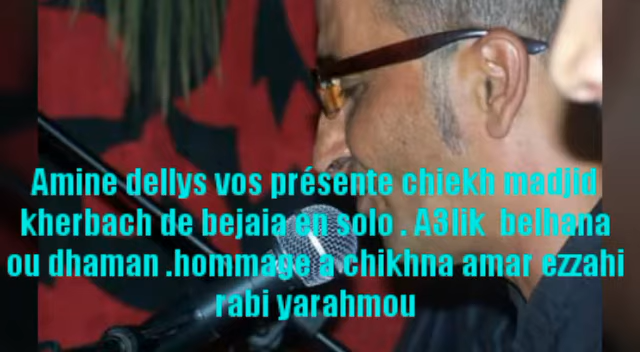 Amine dellys vos présente chiekh madjid
kherbach de bejaia en solo . A3lik belhana
ou dhaman .hommage a chikhna amar ezzahi
rabi yarahmou